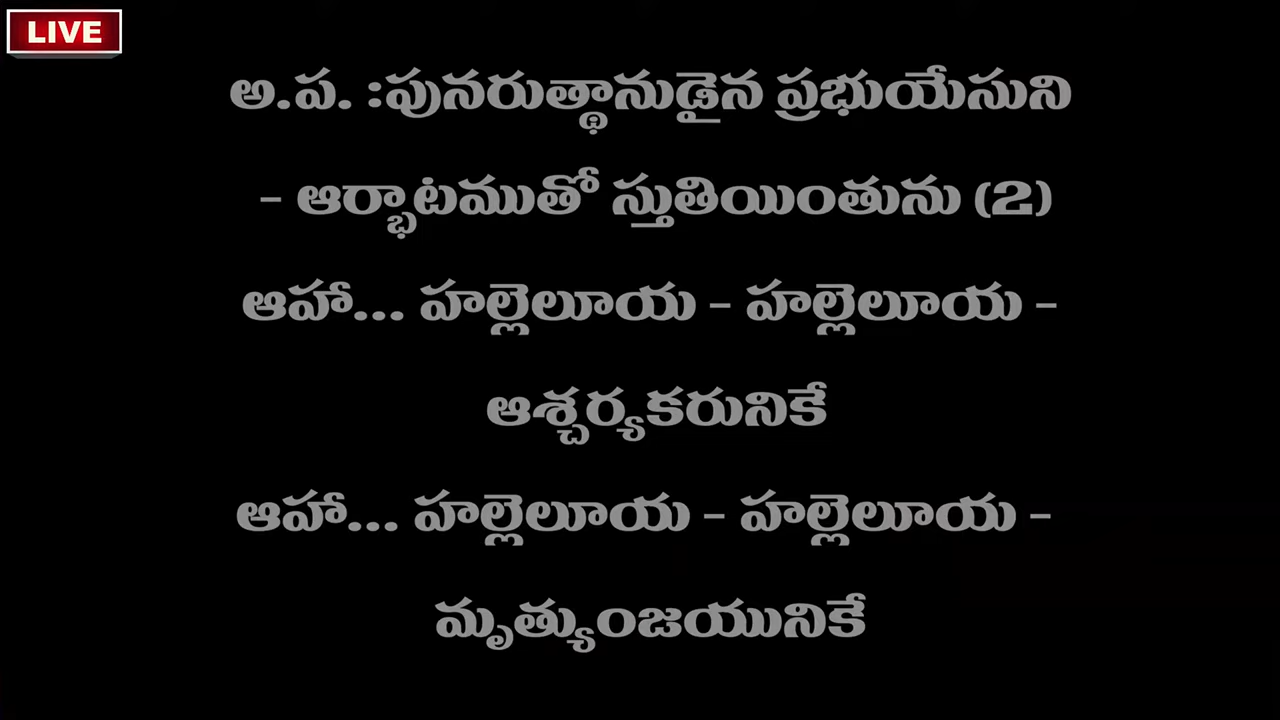 LIVE
అ.ప. :పునరుత్థానుడైన ప్రభుయేసుని
- ఆర్భాటముతో స్తుతియింతును (2)
ఆహా... హల్లెలూయ - హల్లెలూయ -
ఆశ్చర్యకరునికే
ఆహా... హల్లెలూయ - హల్లెలూయ -
మృత్యుంజయునికే